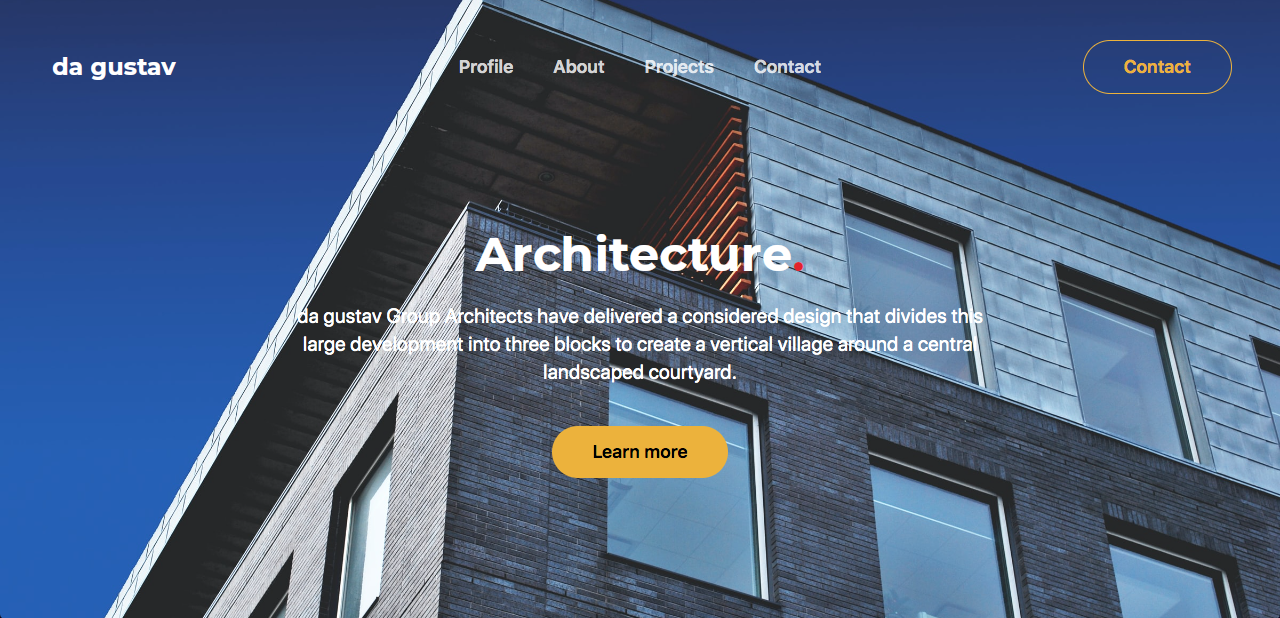 da gustav
Profile
About
Projects
Contact
Contact
Architecture.
da gustav Group Architects have delivered a considered design that divides this
large development into three blocks to create a vertical village around a central
landscaped courtyard.
Learn more